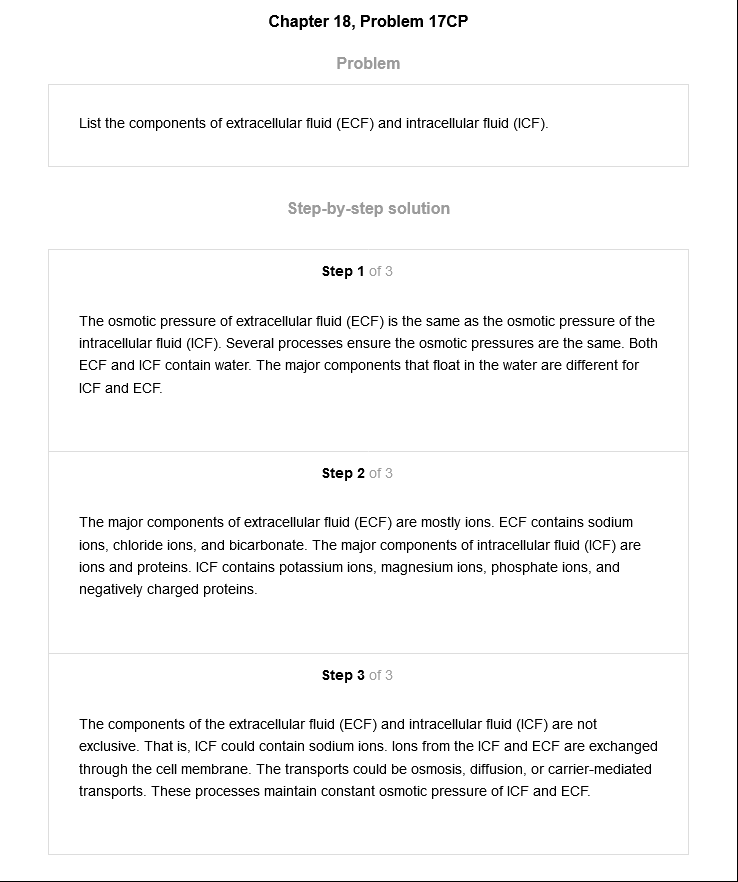 Chapter 18, Problem 17CP
Problem
List the components of extracellular fluid (ECF) and intracellular fluid (ICF).
Step-by-step solution
Step 1 of 3
The osmotic pressure of extracellular fluid (ECF) is the same as the osmotic pressure of the
intracellular fluid (ICF). Several processes ensure the osmotic pressures are the same. Both
ECF and ICF contain water. The major components that float in the water are different for
ICF and ECF.
Step 2 of 3
The major components of extracellular fluid (ECF) are mostly ions. ECF contains sodium
ions, chloride ions, and bicarbonate. The major components of intracellular fluid (ICF) are
ions and proteins. ICF contains potassium ions, magnesium ions, phosphate ions, and
negatively charged proteins.
Step 3 of 3
The components of the extracellular fluid (ECF) and intracellular fluid (ICF) are not
exclusive. That is, ICF could contain sodium ions. Ions from the ICF and ECF are exchanged
through the cell membrane. The transports could be osmosis, diffusion, or carrier-mediated
transports. These processes maintain constant osmotic pressure of ICF and ECF.